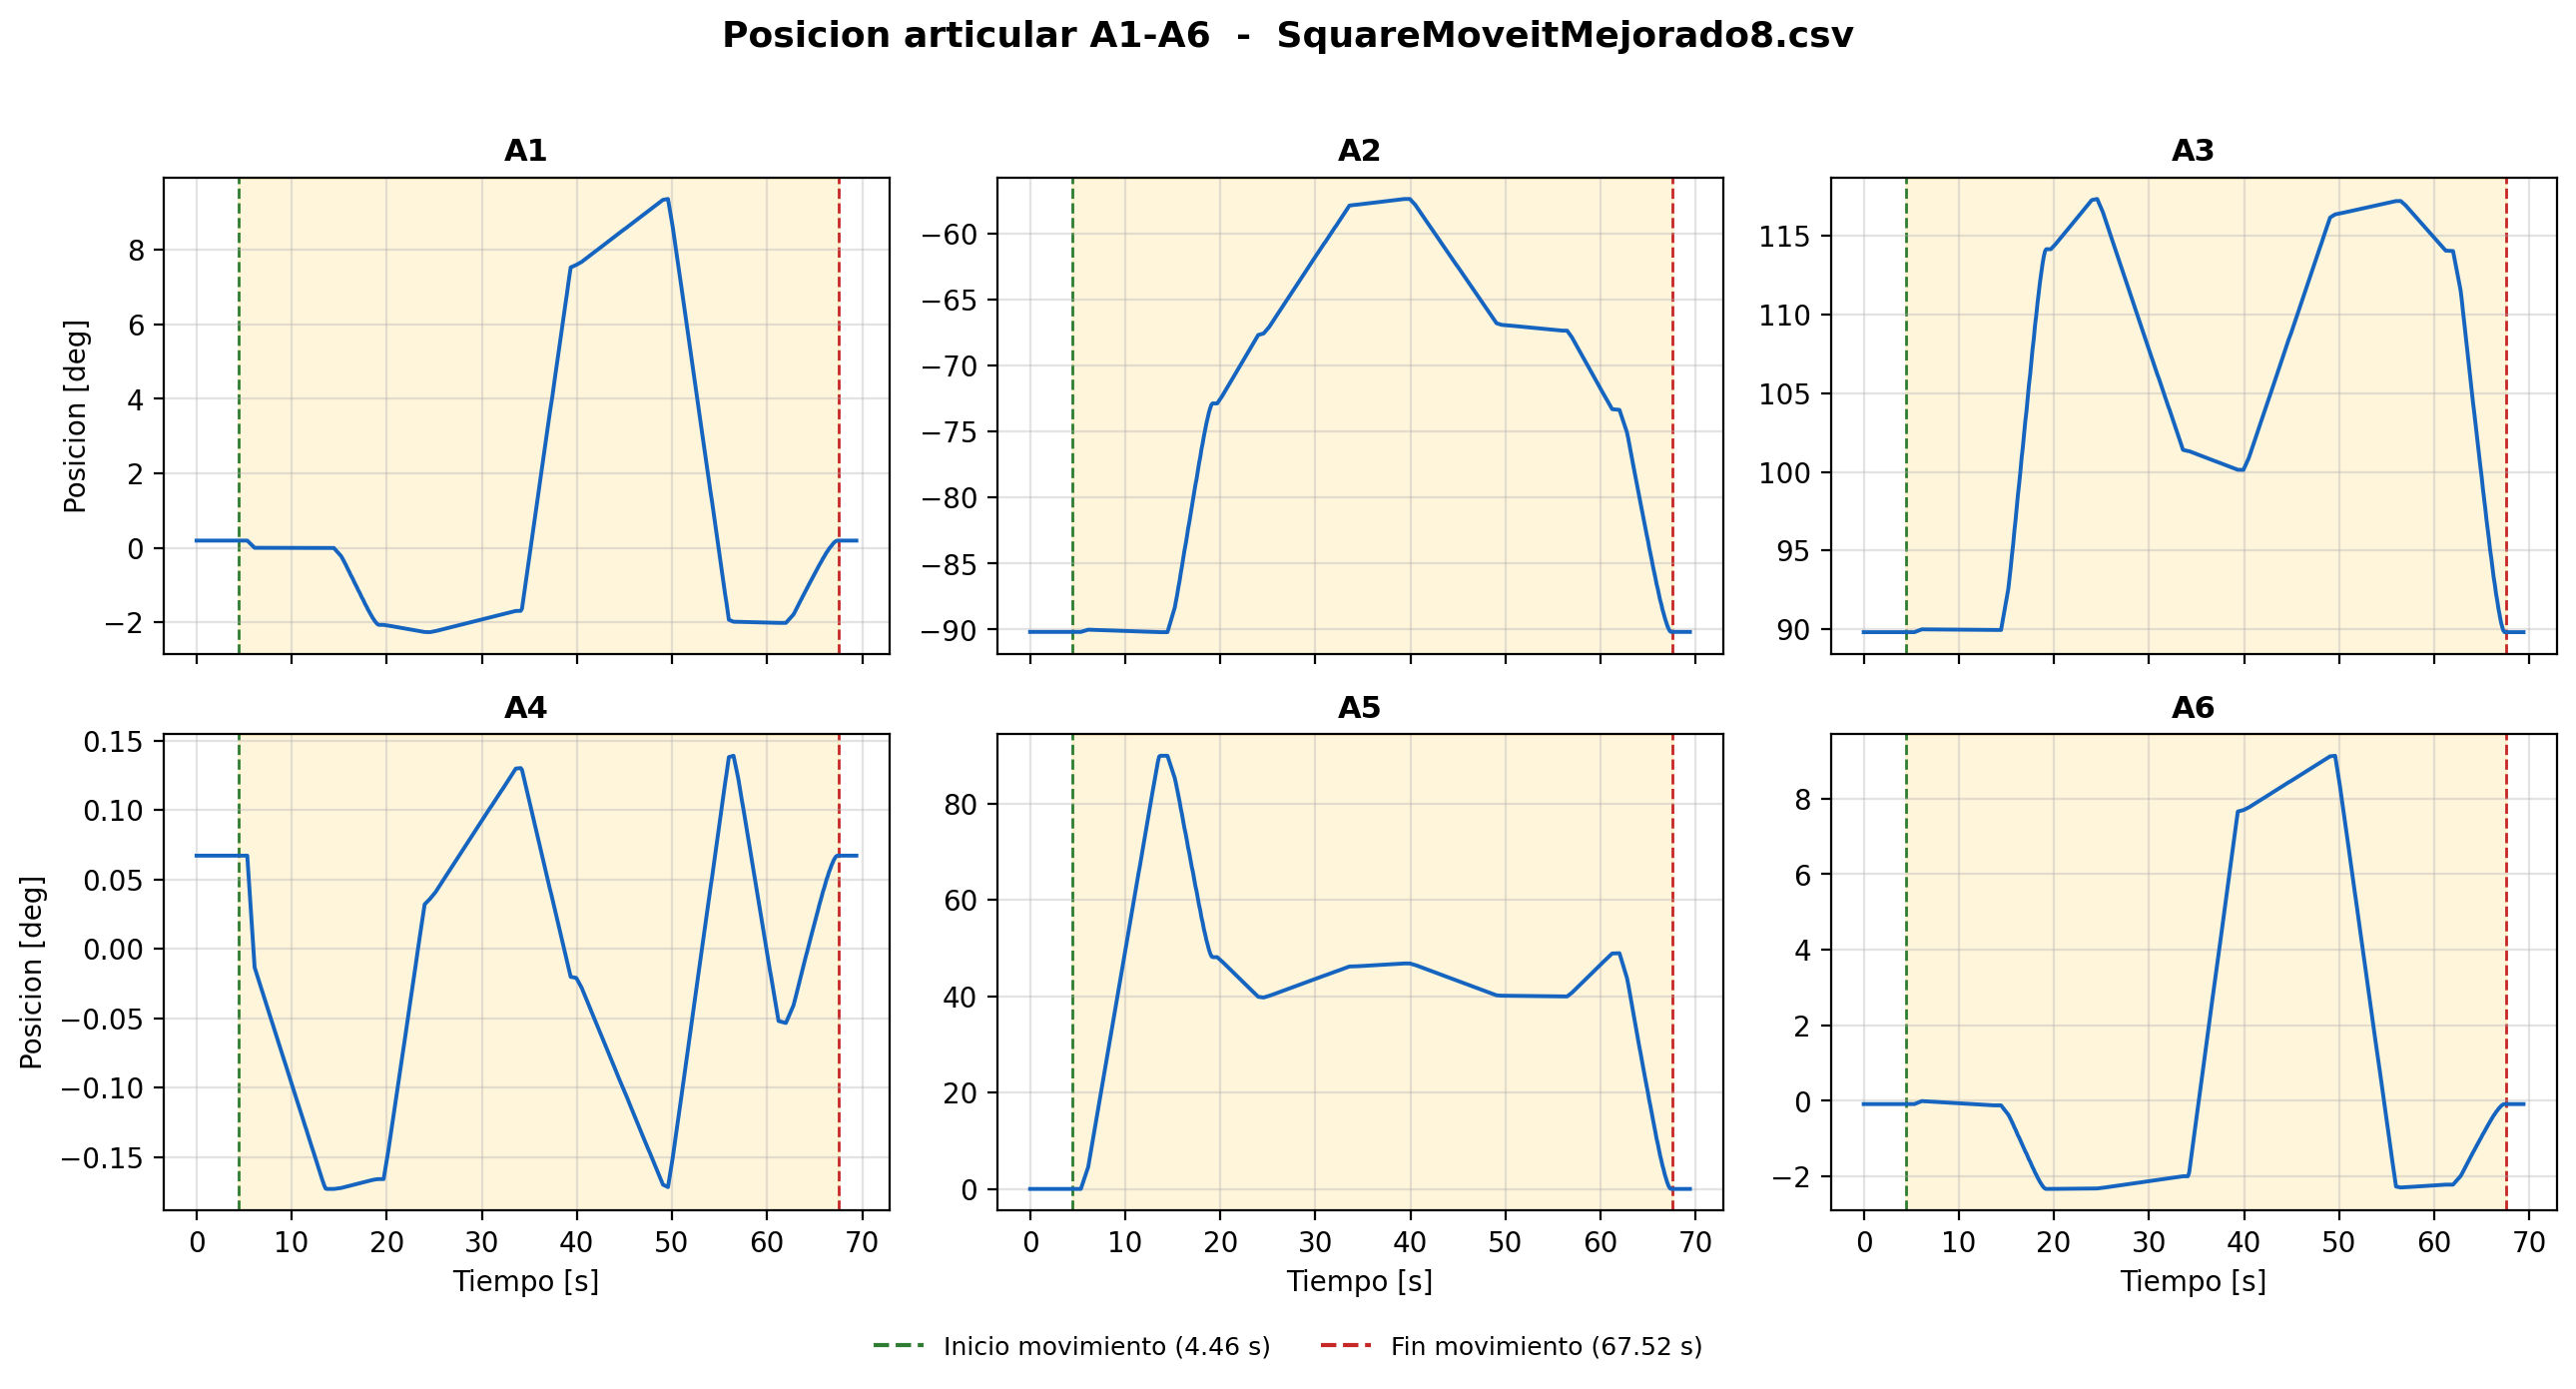 Posicion articular A1-A6  -  SquareMoveitMejorado8.csv
A1
A2
A3
Posicion [deg]
8
6
4
2
0
−2
−60
−65
−70
−75
−80
−85
−90
115
110
105
100
95
90
A4
A5
A6
Posicion [deg]
0.15
0.10
0.05
0.00
−0.05
−0.10
−0.15
0 10 20 30 40 50 60 70
Tiempo [s]
80
60
40
20
0
0 10 20 30 40 50 60 70
Tiempo [s]
8
6
4
2
0
−2
0 10 20 30 40 50 60 70
Tiempo [s]
Inicio movimiento (4.46 s)
Fin movimiento (67.52 s)